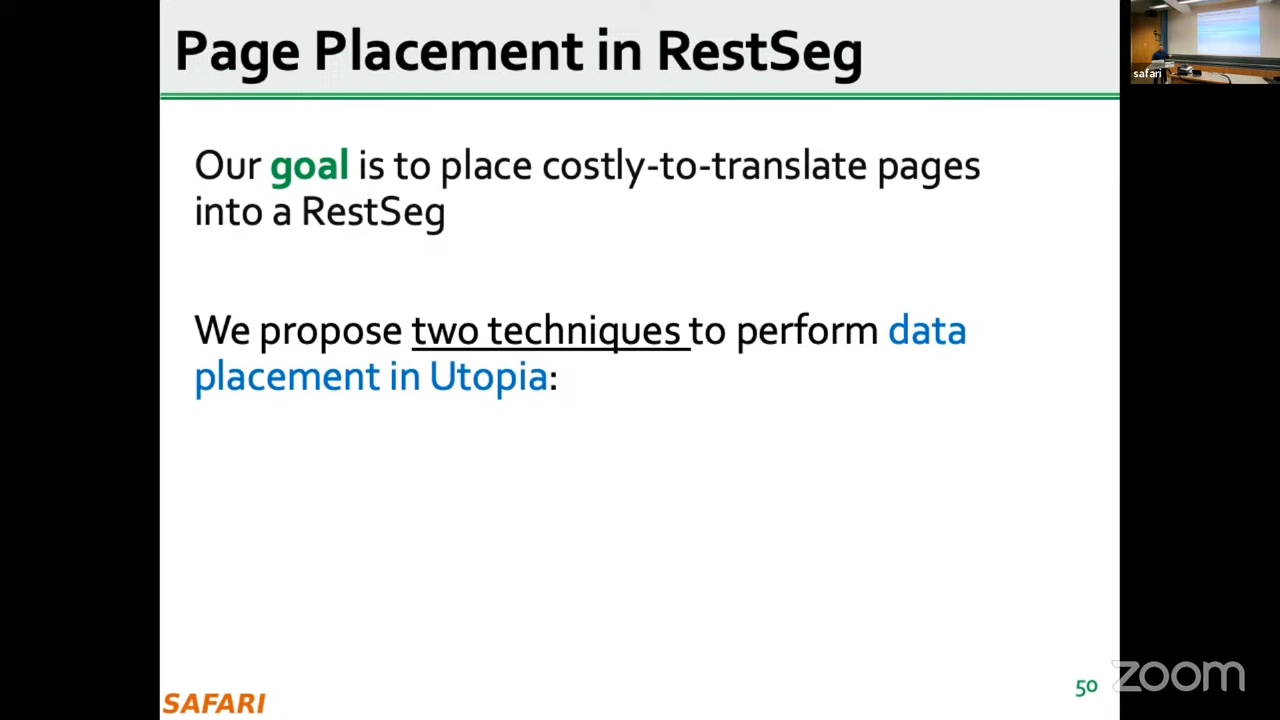 Page Placement in RestSeg
safari
Our goal is to place costly-to-translate pages
into a RestSeg
We propose two techniques to perform data
placement in Utopia:
SAFARI
50
zoom